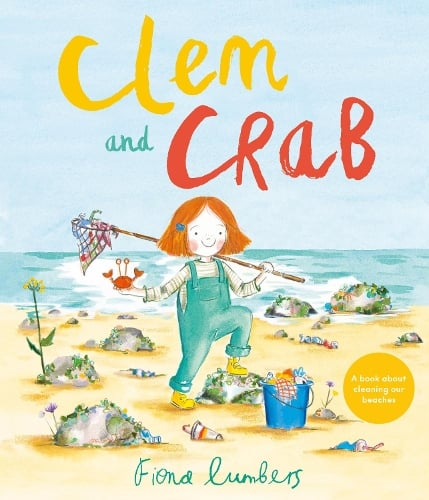 Clem
and CRAB
A book about
cleaning our
beaches
Fiona Lumbers